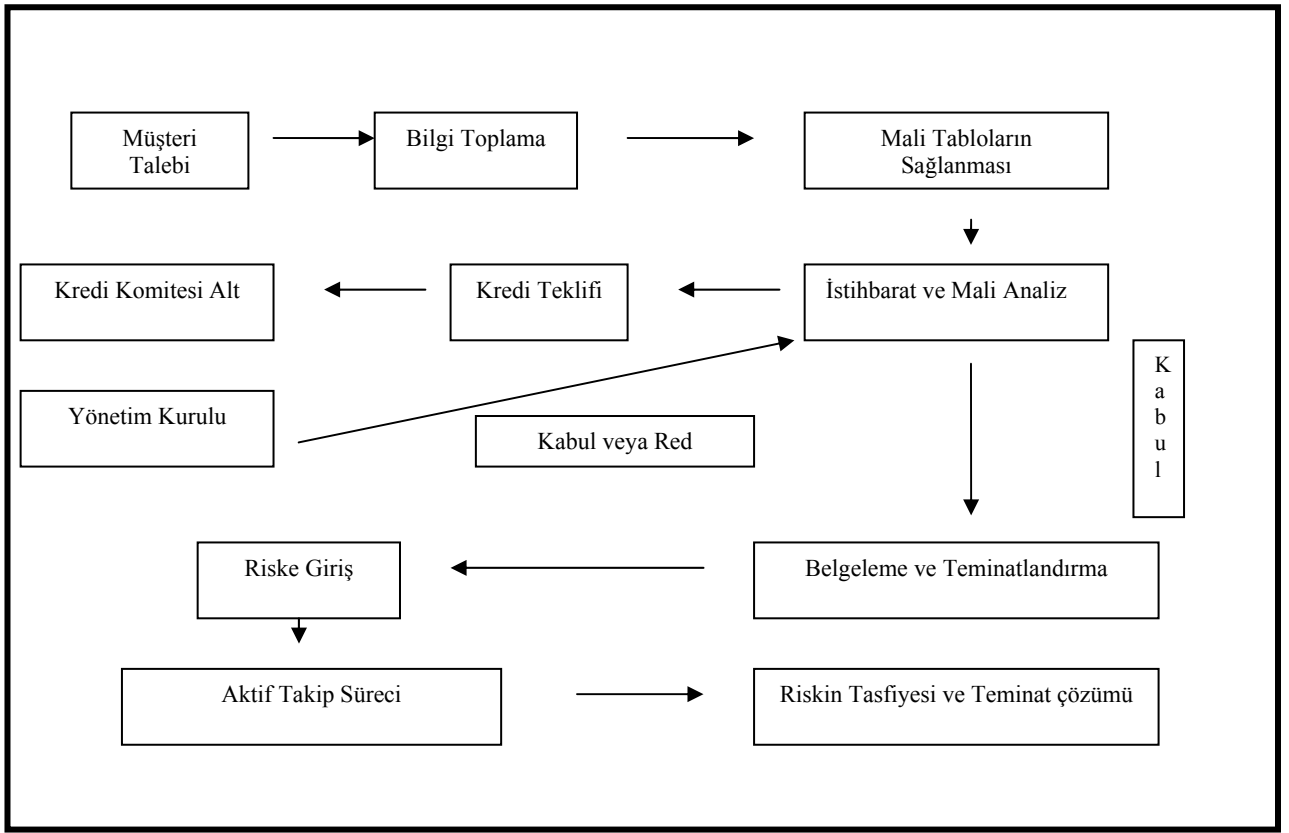 Müşteri
Talebi
Bilgi Toplama
Mali Tabloların
Sağlanması
Kredi Komitesi Alt
Kredi Teklifi
İstihbarat ve Mali Analiz
K
a
b
u
l
Yönetim Kurulu
Kabul veya Red
Riske Giriş
Belgeleme ve Teminatlandırma
Aktif Takip Süreci
Riskin Tasfiyesi ve Teminat çözümü